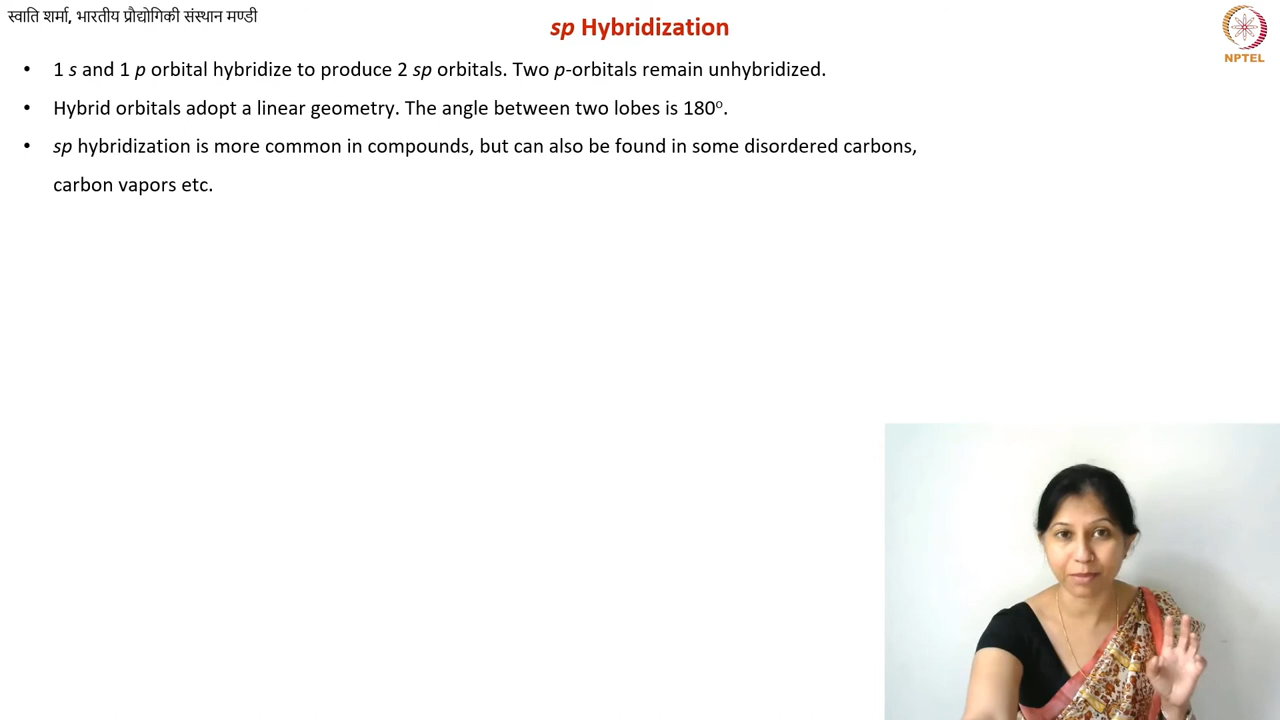 स्वाति शर्मा, भारतीय प्रौद्योगिकी संस्थान मण्डी
sp Hybridization
NPTEL
• 1 s and 1 p orbital hybridize to produce 2 sp orbitals. Two p-orbitals remain unhybridized.
• Hybrid orbitals adopt a linear geometry. The angle between two lobes is 180º.
• sp hybridization is more common in compounds, but can also be found in some disordered carbons,
carbon vapors etc.